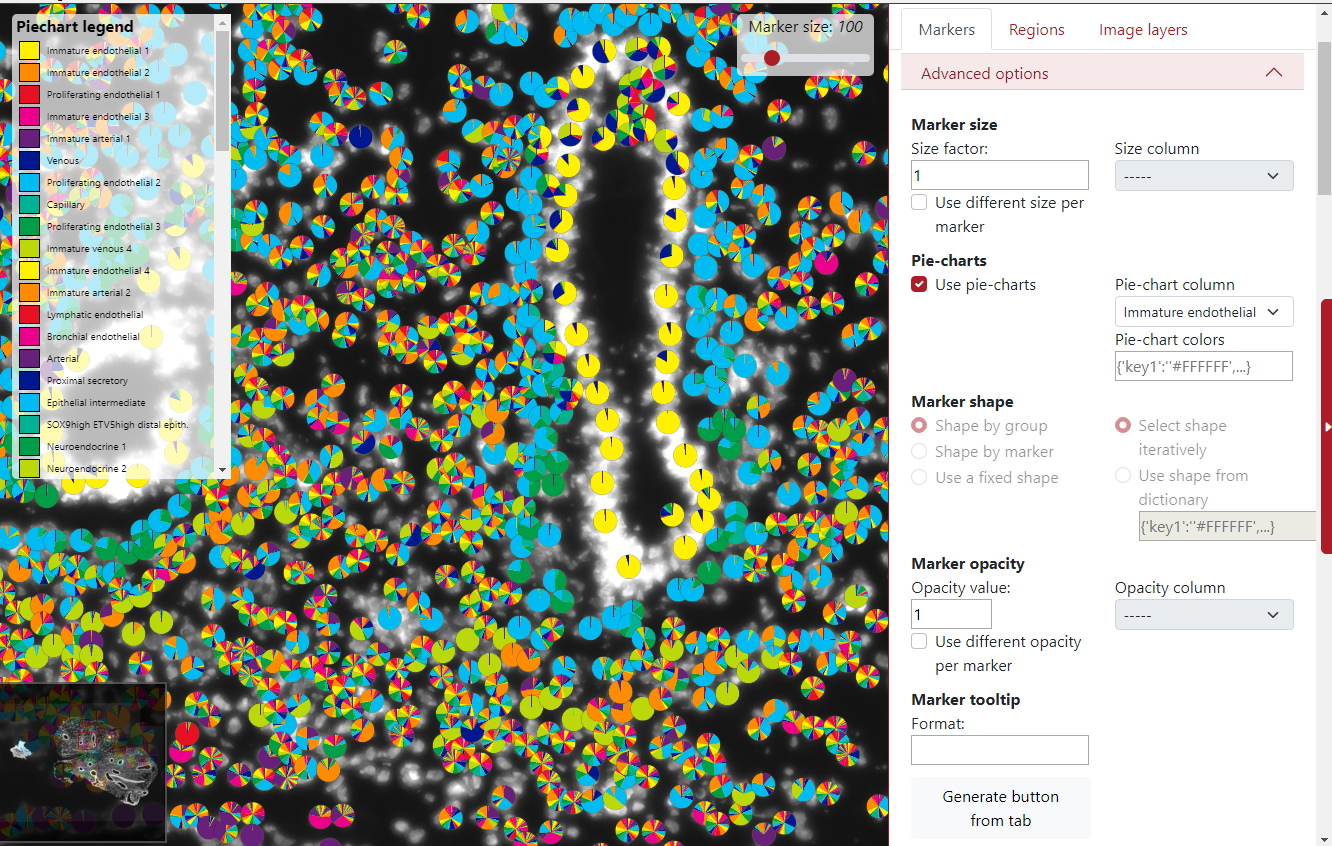 Piechart legend
Immature endothelial 1
Immature endothelial 2
Proliferating endothelial 1
Immature endothelial 3
Immature arterial 1
Venous
Proliferating endothelial 2
Capillary
Proliferating endothelial 3
Immature venous 4
Immature endothelial 4
Immature arterial 2
Lymphatic endothelial
Bronchial endothelial
Arterial
Proximal secretory
Epithelial intermediate
SOX9high ETV5high distal epith.
Neuroendocrine 1
Neuroendocrine 2
Marker size: 100
Markers
Regions
Image layers
Advanced options
Marker size
Size factor:
Size column
1
-----
Use different size per
marker
Pie-charts
Use pie-charts
Pie-chart column
Immature endothelial
Pie-chart colors
{'key1':''#FFFFFF',...}
Marker shape
Shape by group
Shape by marker
Use a fixed shape
Select shape
iteratively
Use shape from
dictionary
{'key1':''#FFFFFF',...}
Marker opacity
Opacity value:
Opacity column
1
-----
Use different opacity
per marker
Marker tooltip
Format:
Generate button
from tab